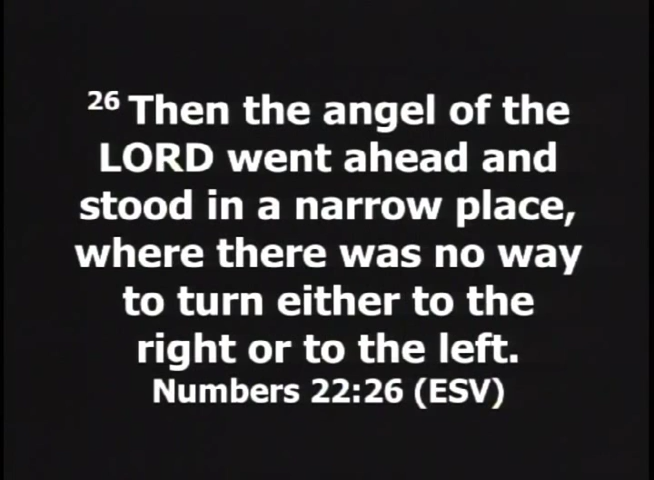 26 Then the angel of the
LORD went ahead and
stood in a narrow place,
where there was no way
to turn either to the
right or to the left.
Numbers 22:26 (ESV)